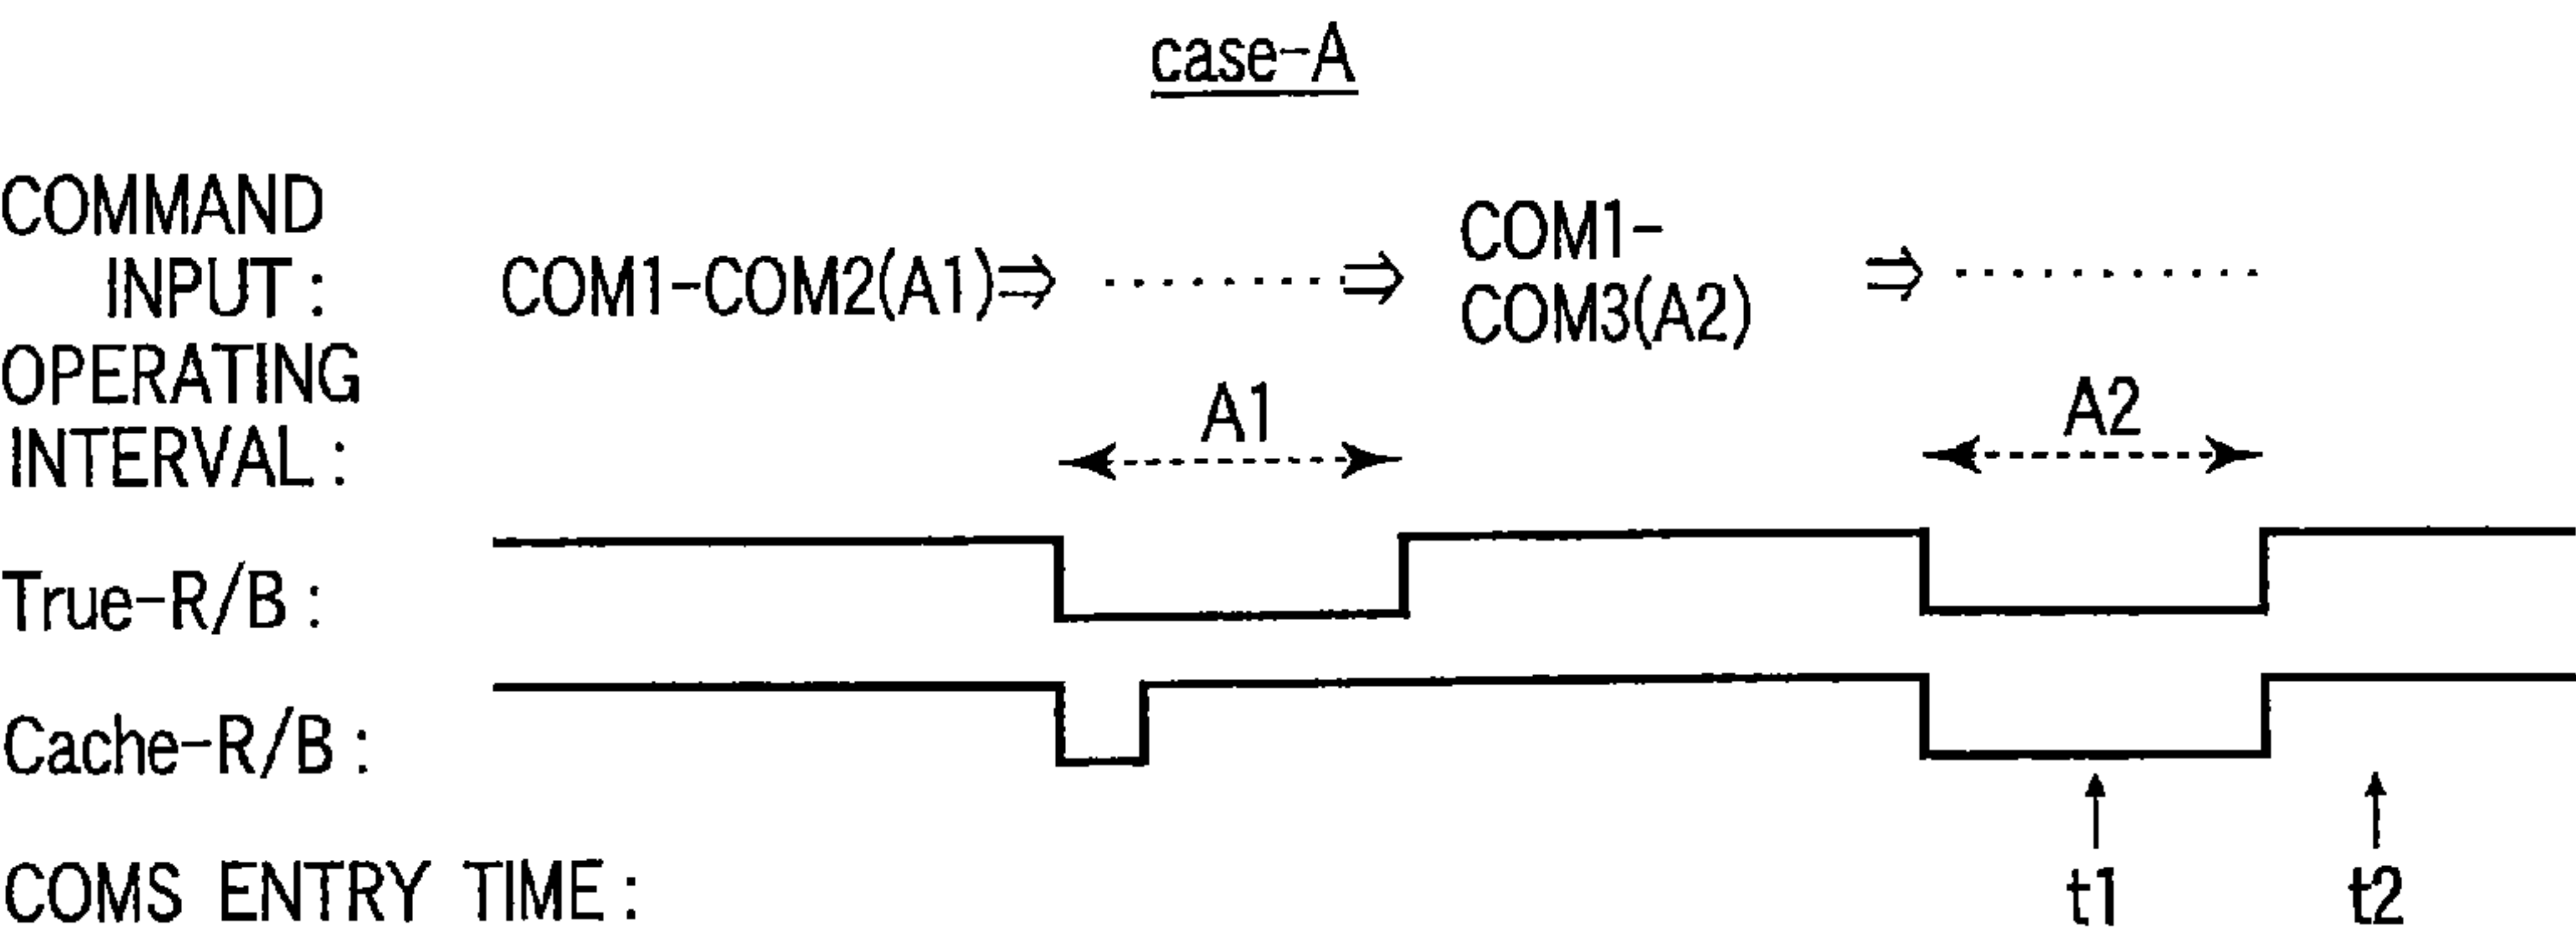 case-A
COMMAND
INPUT :
COM1-COM2(A1)⇒ ........⇒ COM1-
COM3(A2) ⇒ ...........
OPERATING
INTERVAL :
A1
A2
True-R/B :
Cache-R/B :
COMS ENTRY TIME :
t1
t2